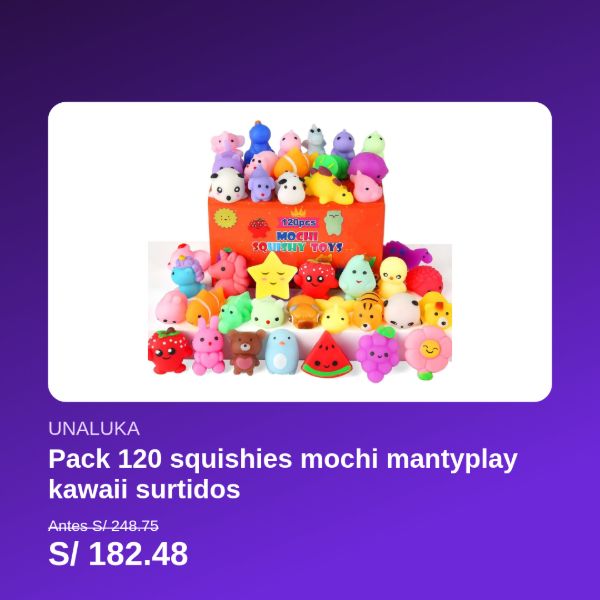 120pcs
MOCHI
SQUISHY TOYS
UNALUKA
Pack 120 squishies mochi mantyplay
kawaii surtidos
Antes S/ 248.75
S/ 182.48